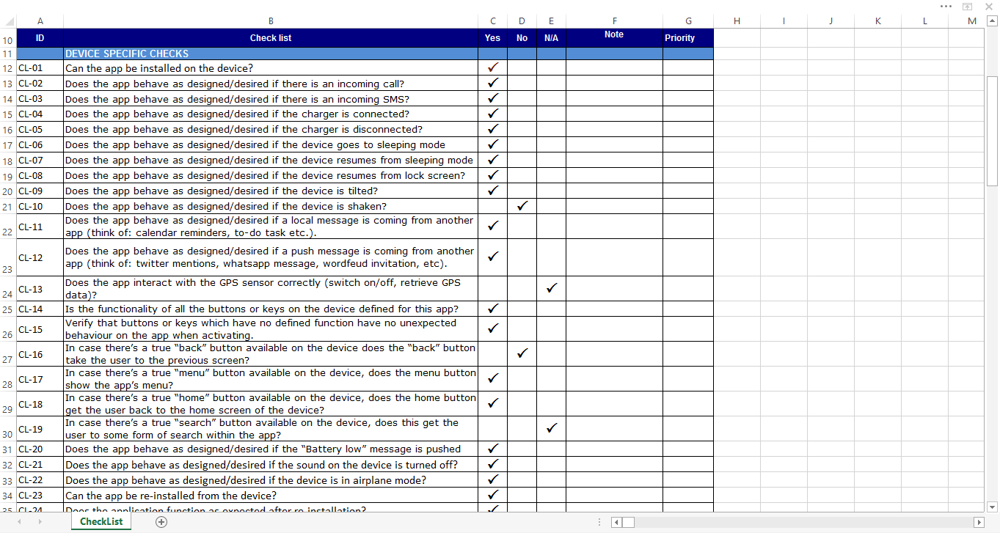 A B C D E F G H I J K L M
10 ID Check list Yes No N/A Note Priority
11 DEVICE SPECIFIC CHECKS
12 CL-01 Can the app be installed on the device? ✓
13 CL-02 Does the app behave as designed/desired if there is an incoming call? ✓
14 CL-03 Does the app behave as designed/desired if there is an incoming SMS? ✓
15 CL-04 Does the app behave as designed/desired if the charger is connected? ✓
16 CL-05 Does the app behave as designed/desired if the charger is disconnected? ✓
17 CL-06 Does the app behave as designed/desired if the device goes to sleeping mode ✓
18 CL-07 Does the app behave as designed/desired if the device resumes from sleeping mode ✓
19 CL-08 Does the app behave as designed/desired if the device resumes from lock screen? ✓
20 CL-09 Does the app behave as designed/desired if the device is tilted? ✓
21 CL-10 Does the app behave as designed/desired if the device is shaken? ✓
22 CL-11 Does the app behave as designed/desired if a local message is coming from another
app (think of: calendar reminders, to-do task etc.). ✓
23 CL-12 Does the app behave as designed/desired if a push message is coming from another
app (think of: twitter mentions, whatsapp message, wordfeud invitation, etc). ✓
24 CL-13 Does the app interact with the GPS sensor correctly (switch on/off, retrieve GPS
data)? ✓
25 CL-14 Is the functionality of all the buttons or keys on the device defined for this app? ✓
26 CL-15 Verify that buttons or keys which have no defined function have no unexpected
behaviour on the app when activating. ✓
27 CL-16 In case there’s a true “back” button available on the device does the “back” button
take the user to the previous screen? ✓
28 CL-17 In case there’s a true “menu” button available on the device, does the menu button
show the app’s menu? ✓
29 CL-18 In case there’s a true “home” button available on the device, does the home button
get the user back to the home screen of the device? ✓
30 CL-19 In case there’s a true “search” button available on the device, does this get the
user to some form of search within the app? ✓
31 CL-20 Does the app behave as designed/desired if the “Battery low” message is pushed ✓
32 CL-21 Does the app behave as designed/desired if the sound on the device is turned off? ✓
33 CL-22 Does the app behave as designed/desired if the device is in airplane mode? ✓
34 CL-23 Can the app be re-installed from the device? ✓
35 CL-24 Does the application function as expected after re-installation? ✓
CheckList